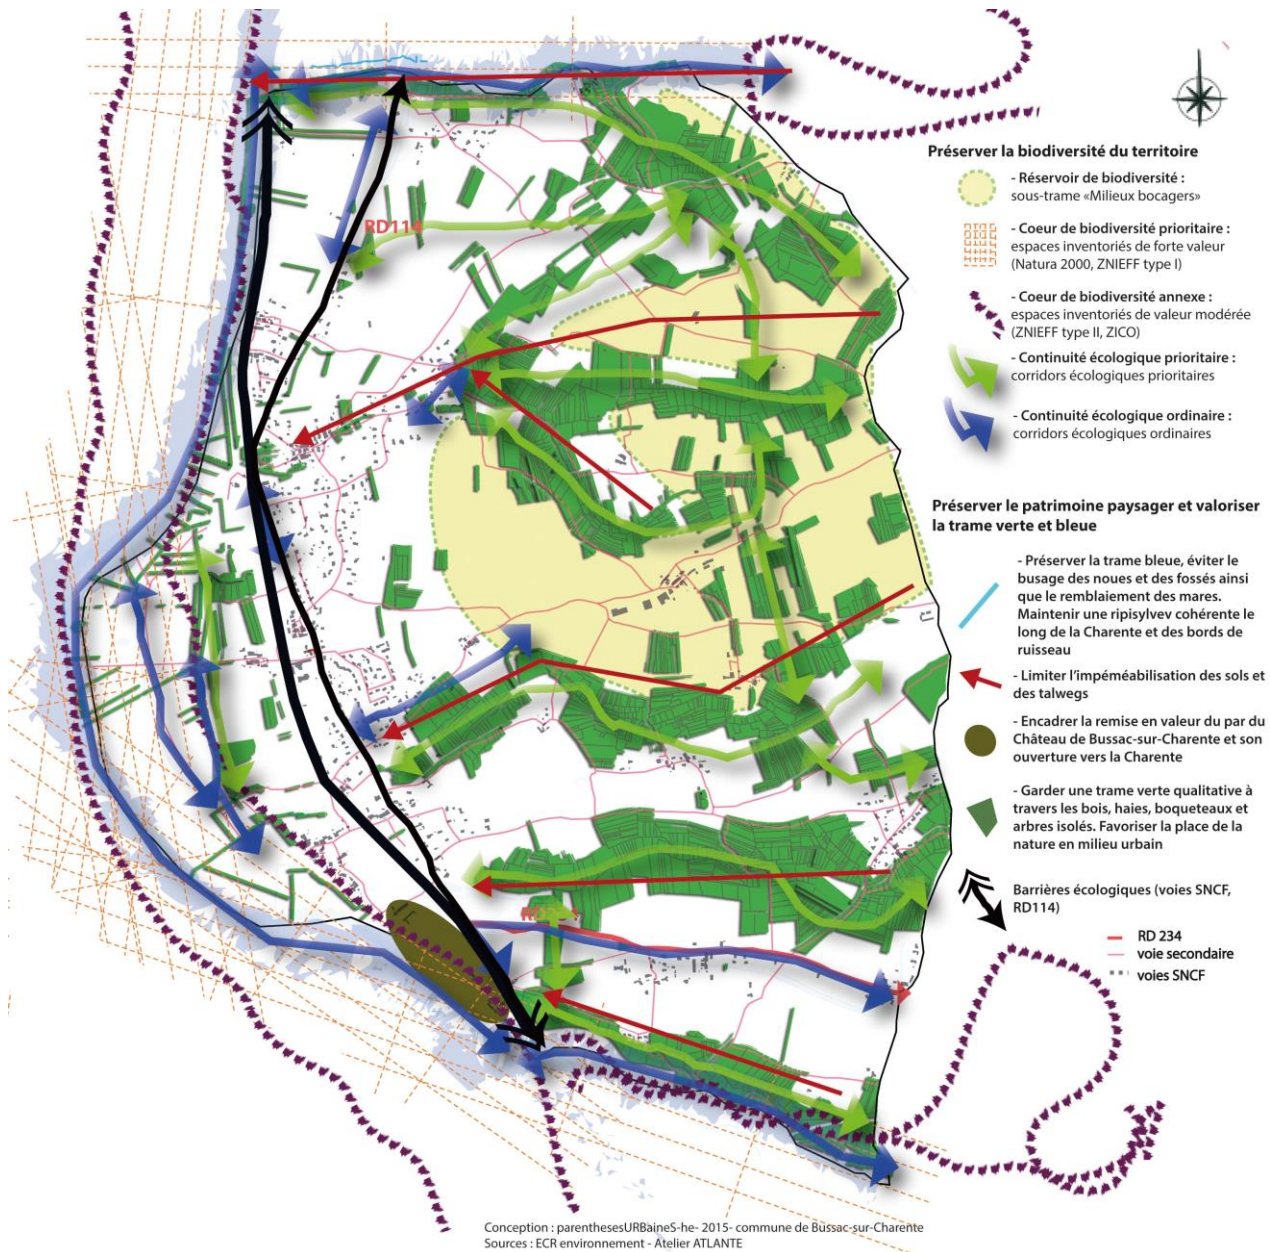 RD114
Préserver la biodiversité du territoire
- Réservoir de biodiversité :
sous-trame «Milieux bocagers»
- Coeur de biodiversité prioritaire :
espaces inventoriés de forte valeur
(Natura 2000, ZNIEFF type I)
- Coeur de biodiversité annexe :
espaces inventoriés de valeur modérée
(ZNIEFF type II, ZICO)
- Continuité écologique prioritaire :
corridors écologiques prioritaires
- Continuité écologique ordinaire :
corridors écologiques ordinaires
Préserver le patrimoine paysager et valoriser
la trame verte et bleue
- Préserver la trame bleue, éviter le
busage des noues et des fossés ainsi
que le remblaiement des mares.
Maintenir une ripisylvev cohérente le
long de la Charente et des bords de
ruisseau
- Limiter l'impéméabilisation des sols et
des talwegs
- Encadrer la remise en valeur du par du
Château de Bussac-sur-Charente et son
ouverture vers la Charente
- Garder une trame verte qualitative à
travers les bois, haies, boqueteaux et
arbres isolés. Favoriser la place de la
nature en milieu urbain
Barrières écologiques (voies SNCF,
RD114)
RD 234
voie secondaire
voies SNCF
Conception : parenthesesURBaineS-he- 2015- commune de Bussac-sur-Charente
Sources : ECR environnement - Atelier ATLANTE